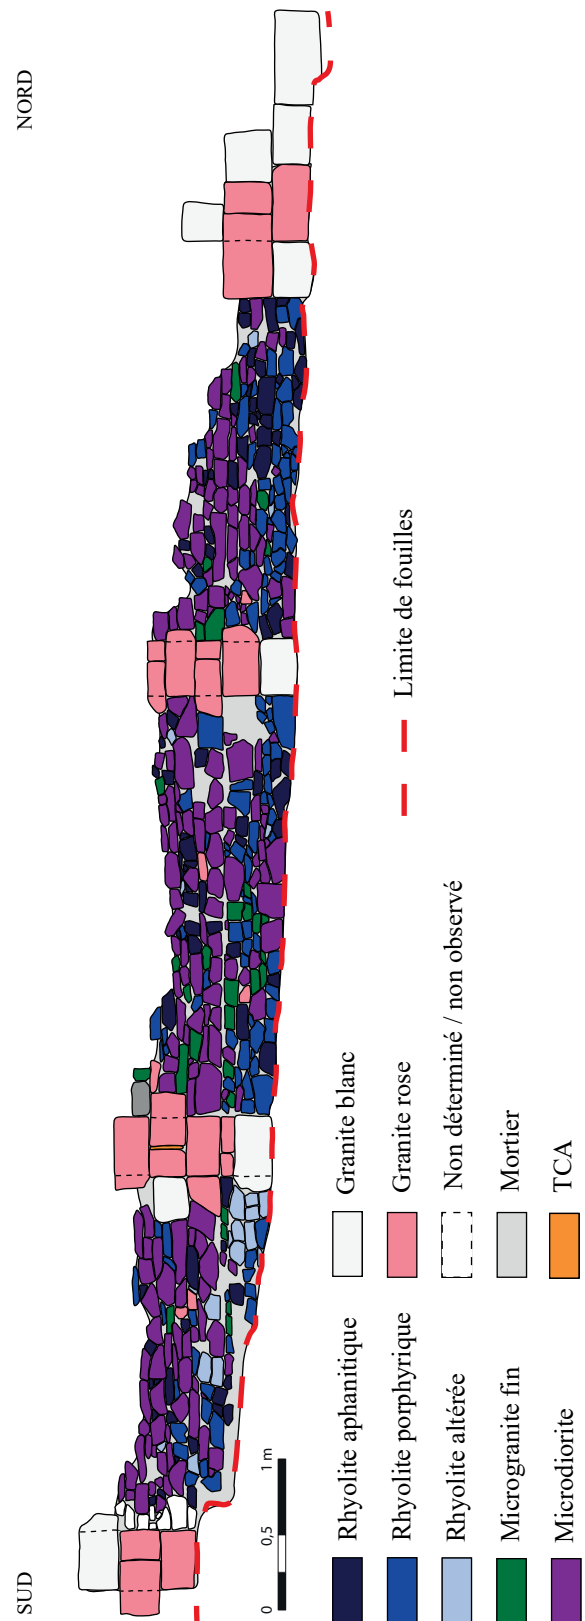 SUD
NORD
0 0,5 1 m
Rhyolite aphanitique
Rhyolite porphyrique
Rhyolite altérée
Microgranite fin
Microdiorite
Granite blanc
Granite rose
Non déterminé / non observé
Mortier
TCA
Limite de fouilles